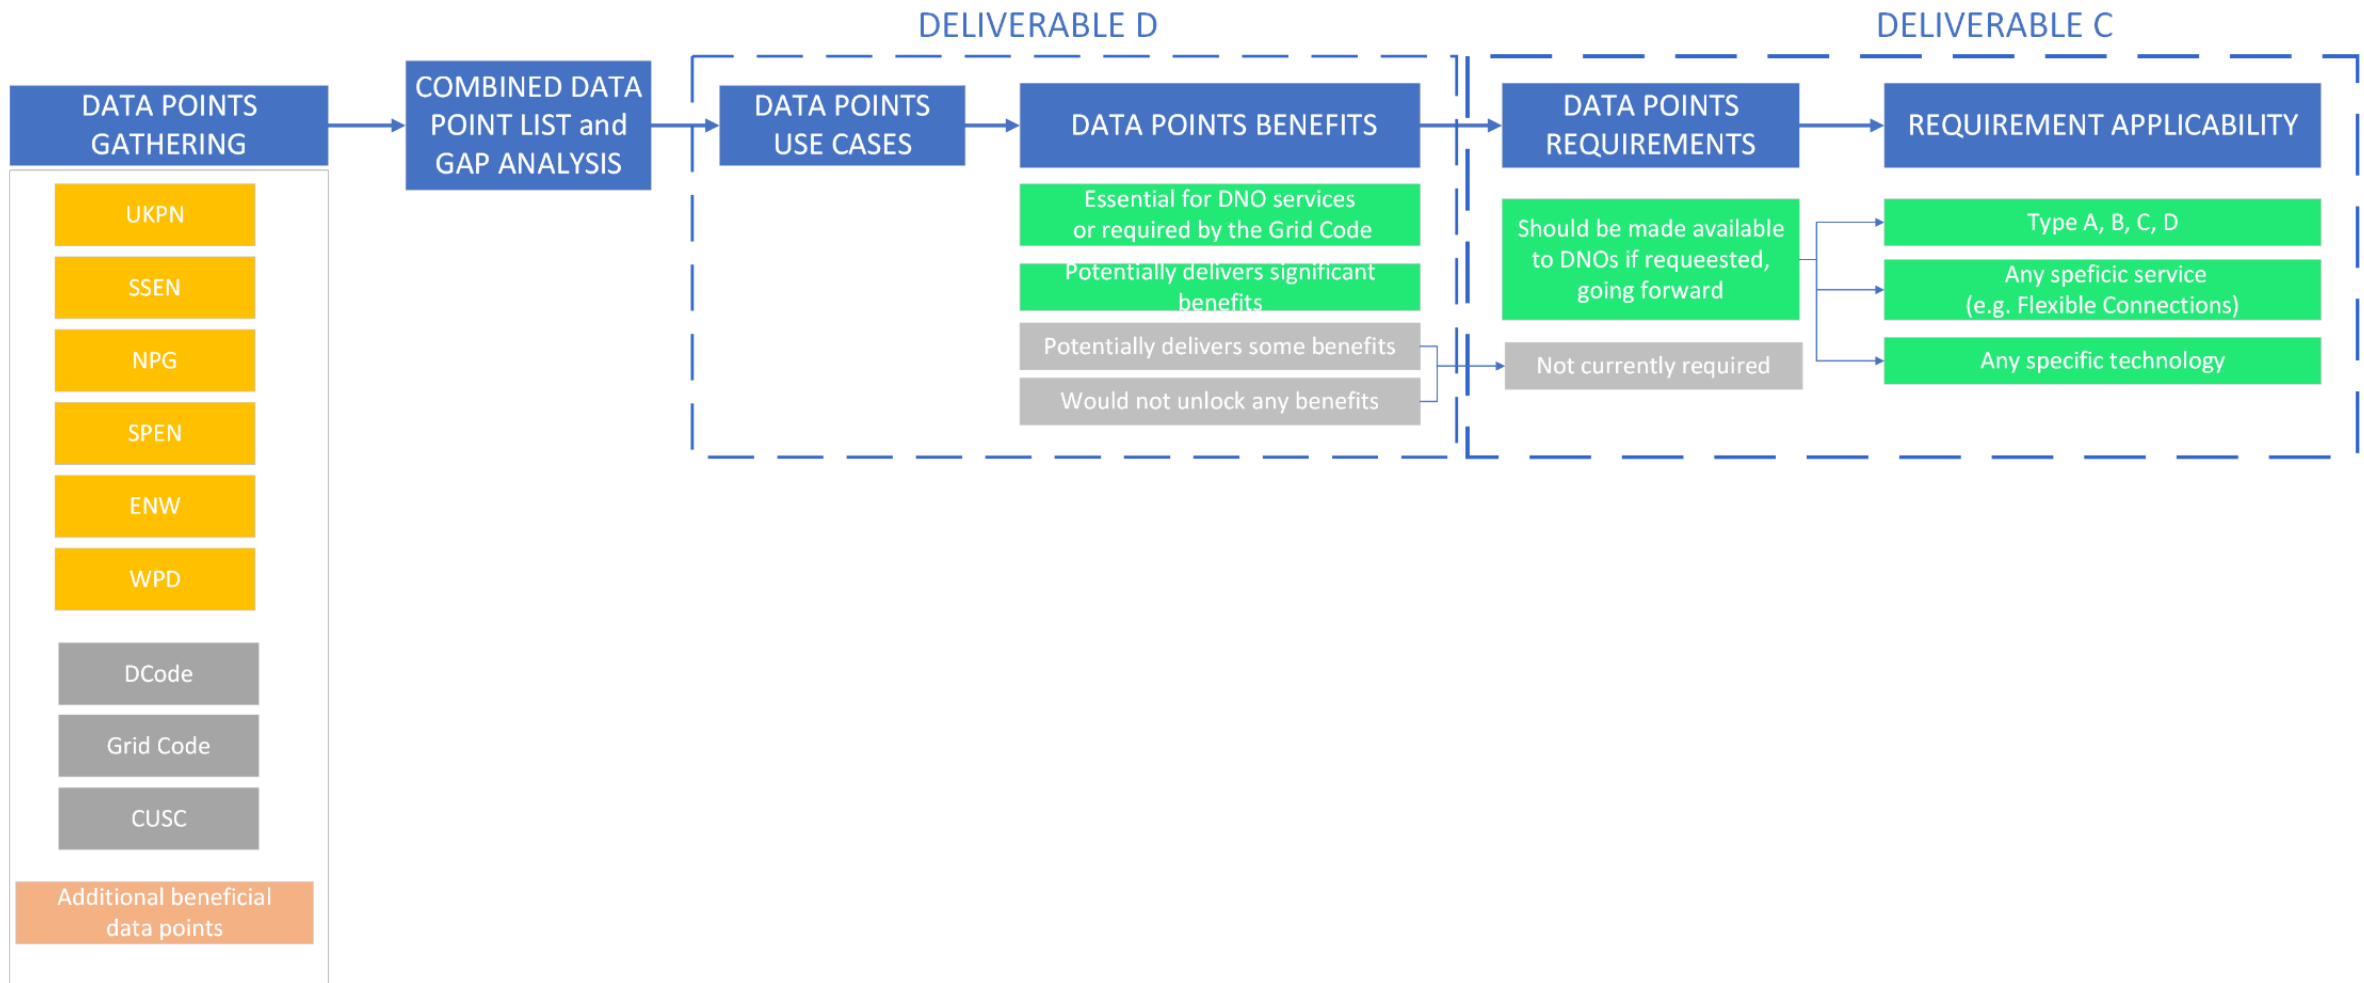 DELIVERABLE D
DELIVERABLE C
DATA POINTS
GATHERING
COMBINED DATA
POINT LIST and
GAP ANALYSIS
DATA POINTS
USE CASES
DATA POINTS BENEFITS
DATA POINTS
REQUIREMENTS
REQUIREMENT APPLICABILITY
UKPN
SSEN
NPG
SPEN
ENW
WPD
DCode
Grid Code
CUSC
Additional beneficial
data points
Essential for DNO services
or required by the Grid Code
Potentially delivers significant
benefits
Potentially delivers some benefits
Would not unlock any benefits
Should be made available
to DNOs if requeested,
going forward
Not currently required
Type A, B, C, D
Any speficic service
(e.g. Flexible Connections)
Any specific technology